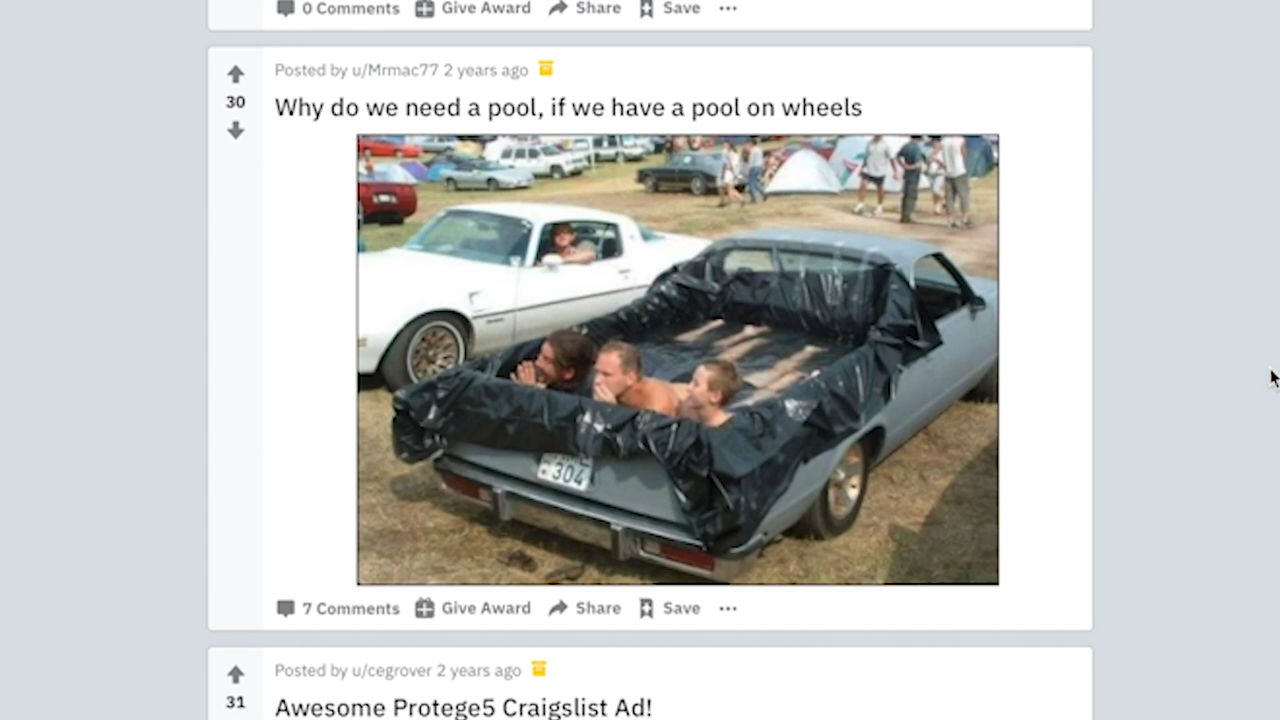 0 Comments Give Award Share Save ...
Posted by u/Mrmac77 2 years ago
30
Why do we need a pool, if we have a pool on wheels
304
7 Comments Give Award Share Save ...
Posted by u/cegrover 2 years ago
31
Awesome Protege5 Craigslist Ad!